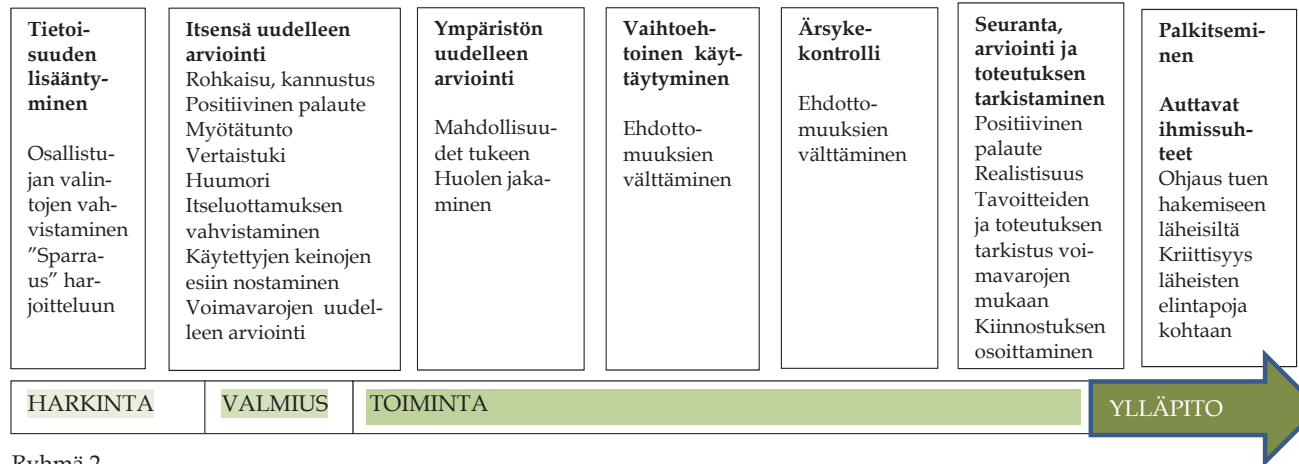 Tietoi-
suuden
lisäänty-
minen
Osallistu-
jan valin-
tojen vah-
vistaminen
”Sparra-
us” har-
joitteluun
Itsensä uudelleen
arviointi
Rohkaisu, kannustus
Positiivinen palaute
Myötätunto
Vertaistuki
Huumori
Itseluottamuksen
vahvistaminen
Käytettyjen keinojen
esiin nostaminen
Voimavarojen uudel-
leen arviointi
Ympäristön
uudelleen
arviointi
Mahdollisuu-
det tukeen
Huolen jaka-
minen
Vaihtoeh-
toinen käyt-
täytyminen
Ehdotto-
muuksien
välttäminen
Ärsyke-
kontrolli
Ehdotto-
muuksien
välttäminen
Seuranta,
arviointi ja
toteutuksen
tarkistaminen
Positiivinen
palaute
Realistisuus
Tavoitteiden
ja toteutuksen
tarkistus voi-
mavarojen
mukaan
Kiinnostuksen
osoittaminen
Palkitsemi-
nen
Auttavat
ihmissuh-
teet
Ohjaus tuen
hakemiseen
läheisiltä
Kriittisyys
läheisten
elintapoja
kohtaan
HARKINTA
VALMIUS
TOIMINTA
YLLÄPITO
Ryhmä 2